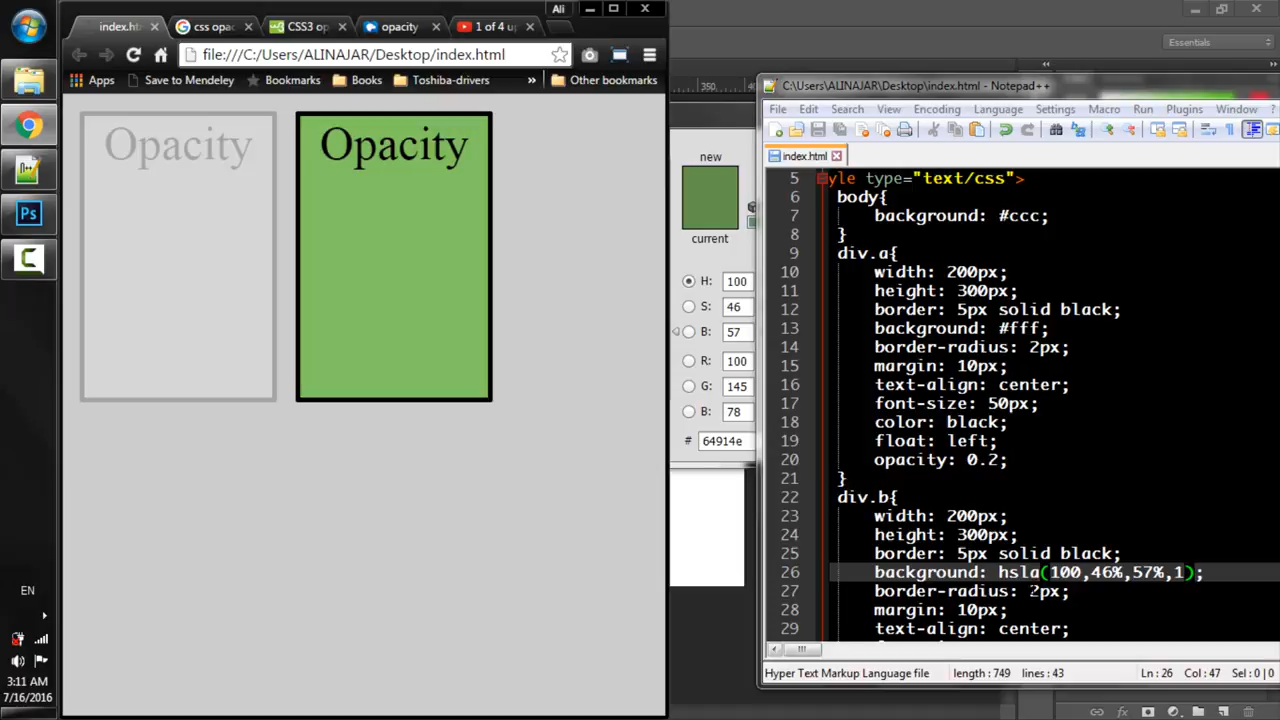 Ali
index.ht
css opa
CSS3 op
opacity
1 of 4 u
file:///C:/Users/ALINAJAR/Desktop/index.html
Apps
Save to Mendeley
Bookmarks
Books
Toshiba-drivers
»
Other bookmarks
Opacity
Opacity
Essentials
350
new
current
H: 100
S: 46
B: 57
R: 100
G: 145
B: 78
# 64914e
C:\Users\ALINAJAR\Desktop\index.html - Notepad++
File Edit Search View Encoding Language Settings Macro Run Plugins Window
index.html
5 yle type="text/css">
6 body{
7 background: #ccc;
8 }
9 div.a{
10 width: 200px;
11 height: 300px;
12 border: 5px solid black;
13 background: #fff;
14 border-radius: 2px;
15 margin: 10px;
16 text-align: center;
17 font-size: 50px;
18 color: black;
19 float: left;
20 opacity: 0.2;
21 }
22 div.b{
23 width: 200px;
24 height: 300px;
25 border: 5px solid black;
26 background: hsla(100,46%,57%,1);
27 border-radius: 2px;
28 margin: 10px;
29 text-align: center;
Hyper Text Markup Language file length : 749 lines : 43 Ln : 26 Col : 47 Sel : 0 | 0
Ps
EN
3:11 AM
7/16/2016
fx